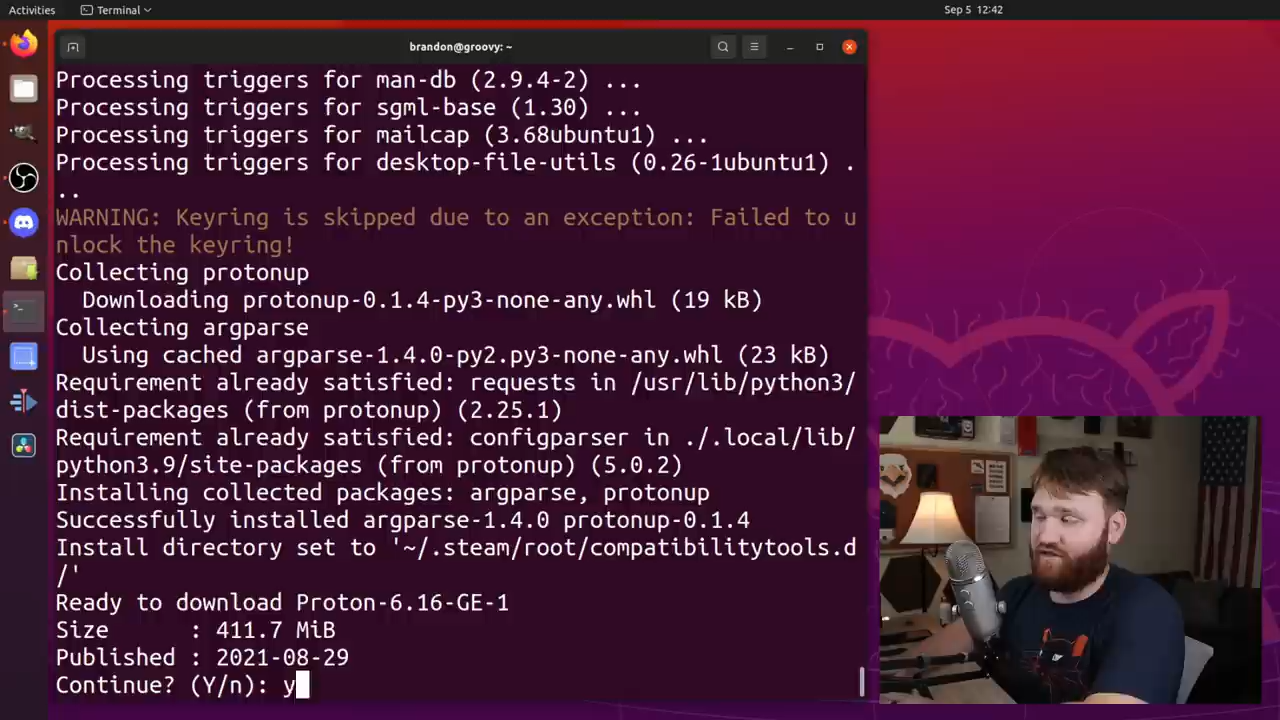 Activities
Terminal
Sep 5 12:42
brandon@groovy: ~
Processing triggers for man-db (2.9.4-2) ...
Processing triggers for sgml-base (1.30) ...
Processing triggers for mailcap (3.68ubuntu1) ...
Processing triggers for desktop-file-utils (0.26-1ubuntu1) .
..
WARNING: Keyring is skipped due to an exception: Failed to u
nlock the keyring!
Collecting protonup
Downloading protonup-0.1.4-py3-none-any.whl (19 kB)
Collecting argparse
Using cached argparse-1.4.0-py2.py3-none-any.whl (23 kB)
Requirement already satisfied: requests in /usr/lib/python3/
dist-packages (from protonup) (2.25.1)
Requirement already satisfied: configparser in ./.local/lib/
python3.9/site-packages (from protonup) (5.0.2)
Installing collected packages: argparse, protonup
Successfully installed argparse-1.4.0 protonup-0.1.4
Install directory set to '~/.steam/root/compatibilitytools.d
/'
Ready to download Proton-6.16-GE-1
Size : 411.7 MiB
Published : 2021-08-29
Continue? (Y/n): y